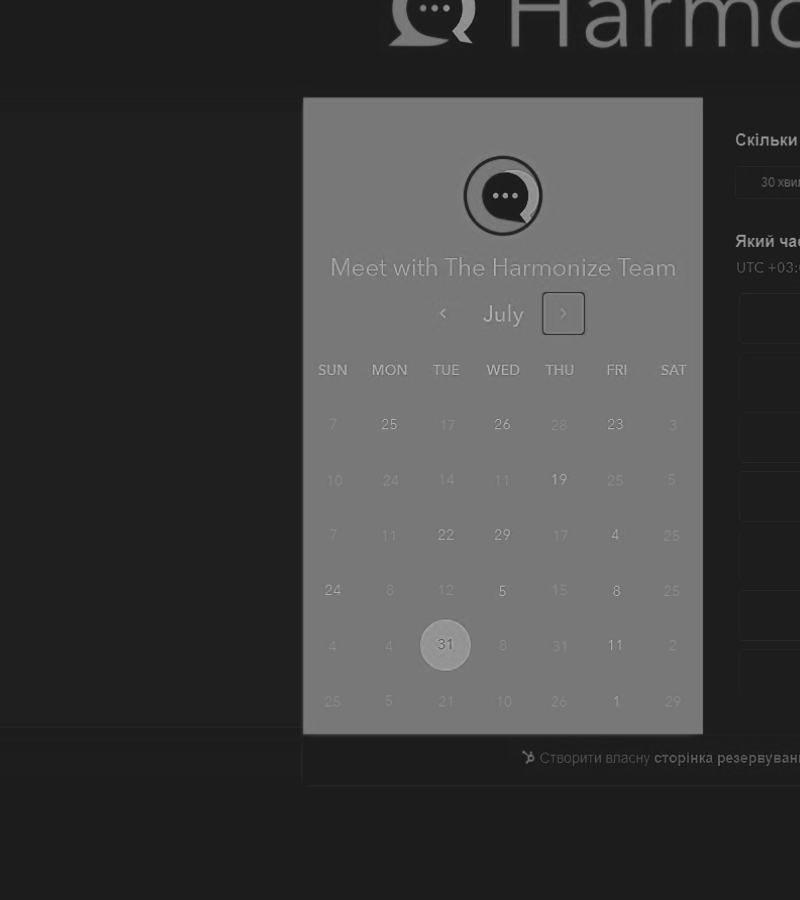 Harmo
Meet with The Harmonize Team
July
SUN MON TUE WED THU FRI SAT
7 25 17 26 28 23 3
10 24 14 11 19 25 5
7 11 22 29 17 4 25
24 8 12 5 15 8 25
4 4 31 8 31 11 2
25 5 21 10 26 1 29
Скільки
30 хви
Який ча
UTC +03:
Створити власну сторінка резервуван